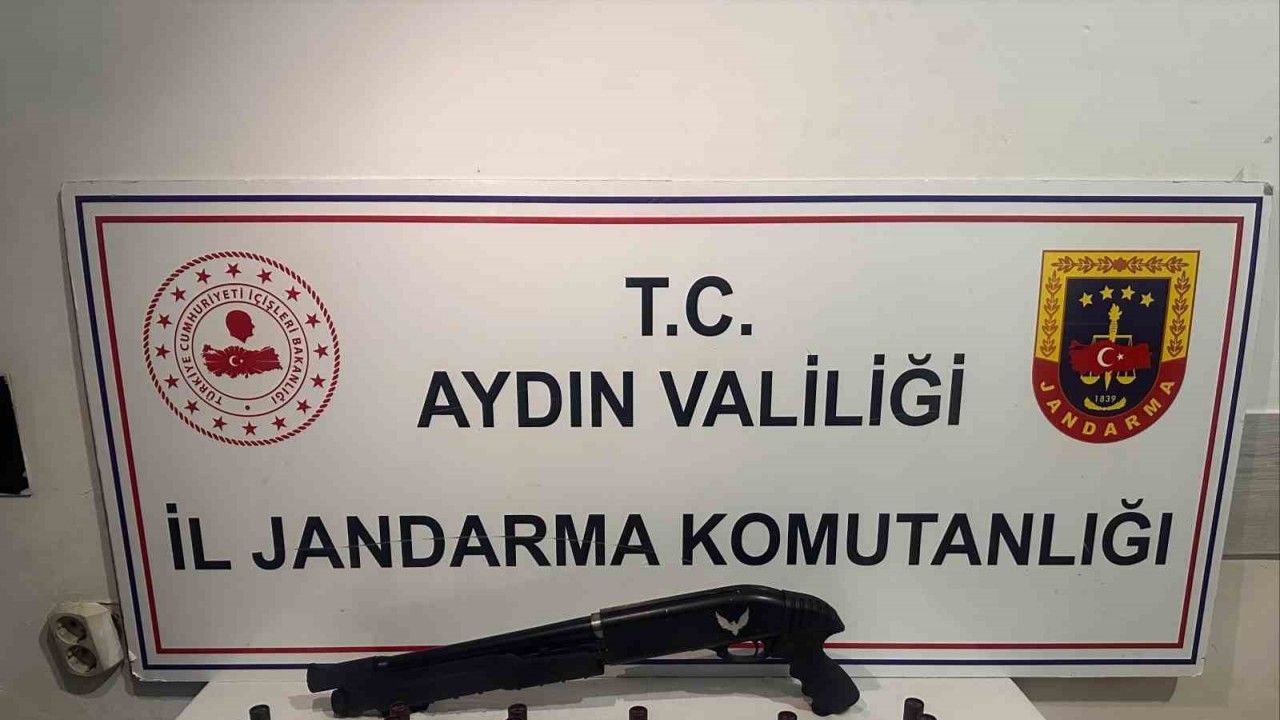 T.C.
AYDIN VALİLİĞİ
İL JANDARMA KOMUTANLIĞI
TÜRKİYE CUMHURİYETİ İÇİŞLERİ BAKANLIĞI
1839
JANDARMA